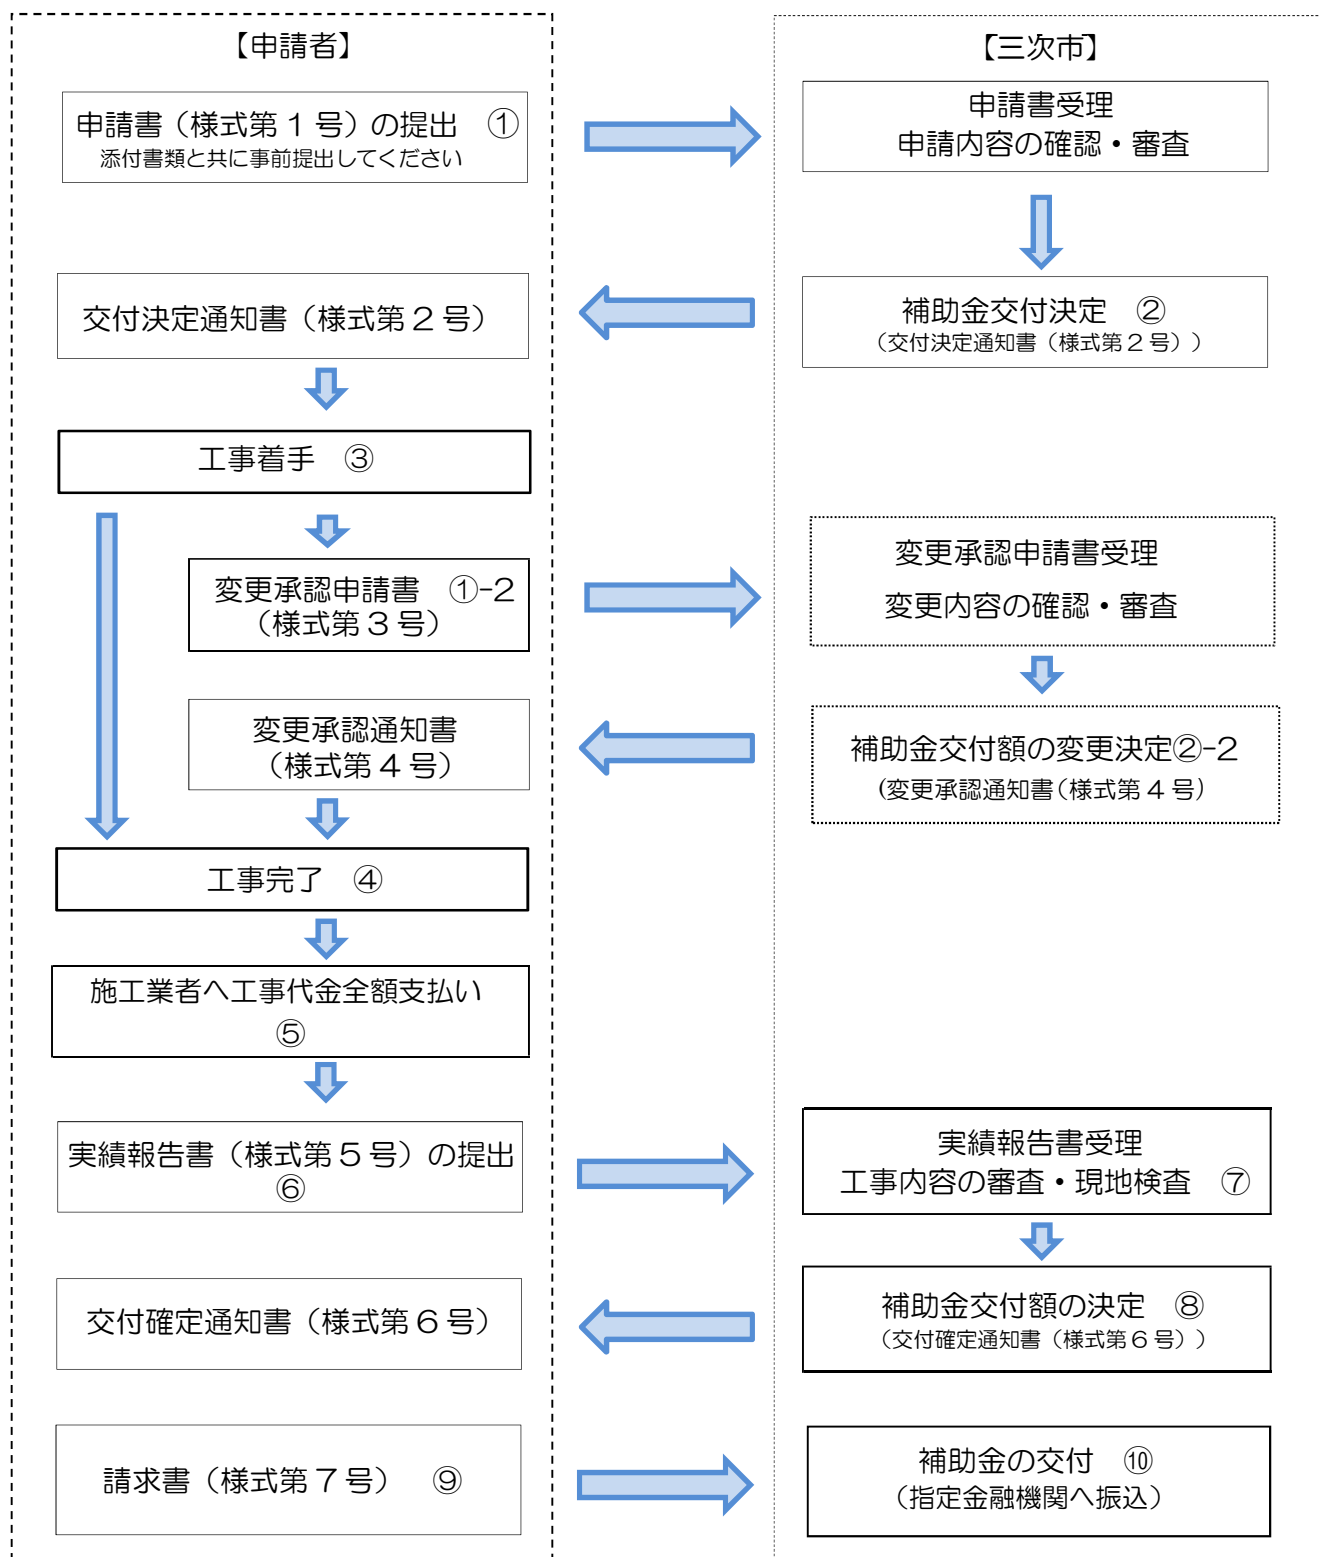 【申請者】
【三次市】
申請書（様式第１号）の提出　①
添付書類と共に事前提出してください
申請書受理
申請内容の確認・審査
交付決定通知書（様式第２号）
補助金交付決定　②
（交付決定通知書（様式第２号））
工事着手　③
変更承認申請書　①-2
（様式第３号）
変更承認申請書受理
変更内容の確認・審査
変更承認通知書
（様式第４号）
補助金交付額の変更決定②-2
（変更承認通知書（様式第４号）
工事完了　④
施工業者へ工事代金全額支払い
⑤
実績報告書（様式第５号）の提出
⑥
実績報告書受理
工事内容の審査・現地検査　⑦
交付確定通知書（様式第６号）
補助金交付額の決定　⑧
（交付確定通知書（様式第６号））
請求書（様式第７号）　⑨
補助金の交付　⑩
（指定金融機関へ振込）